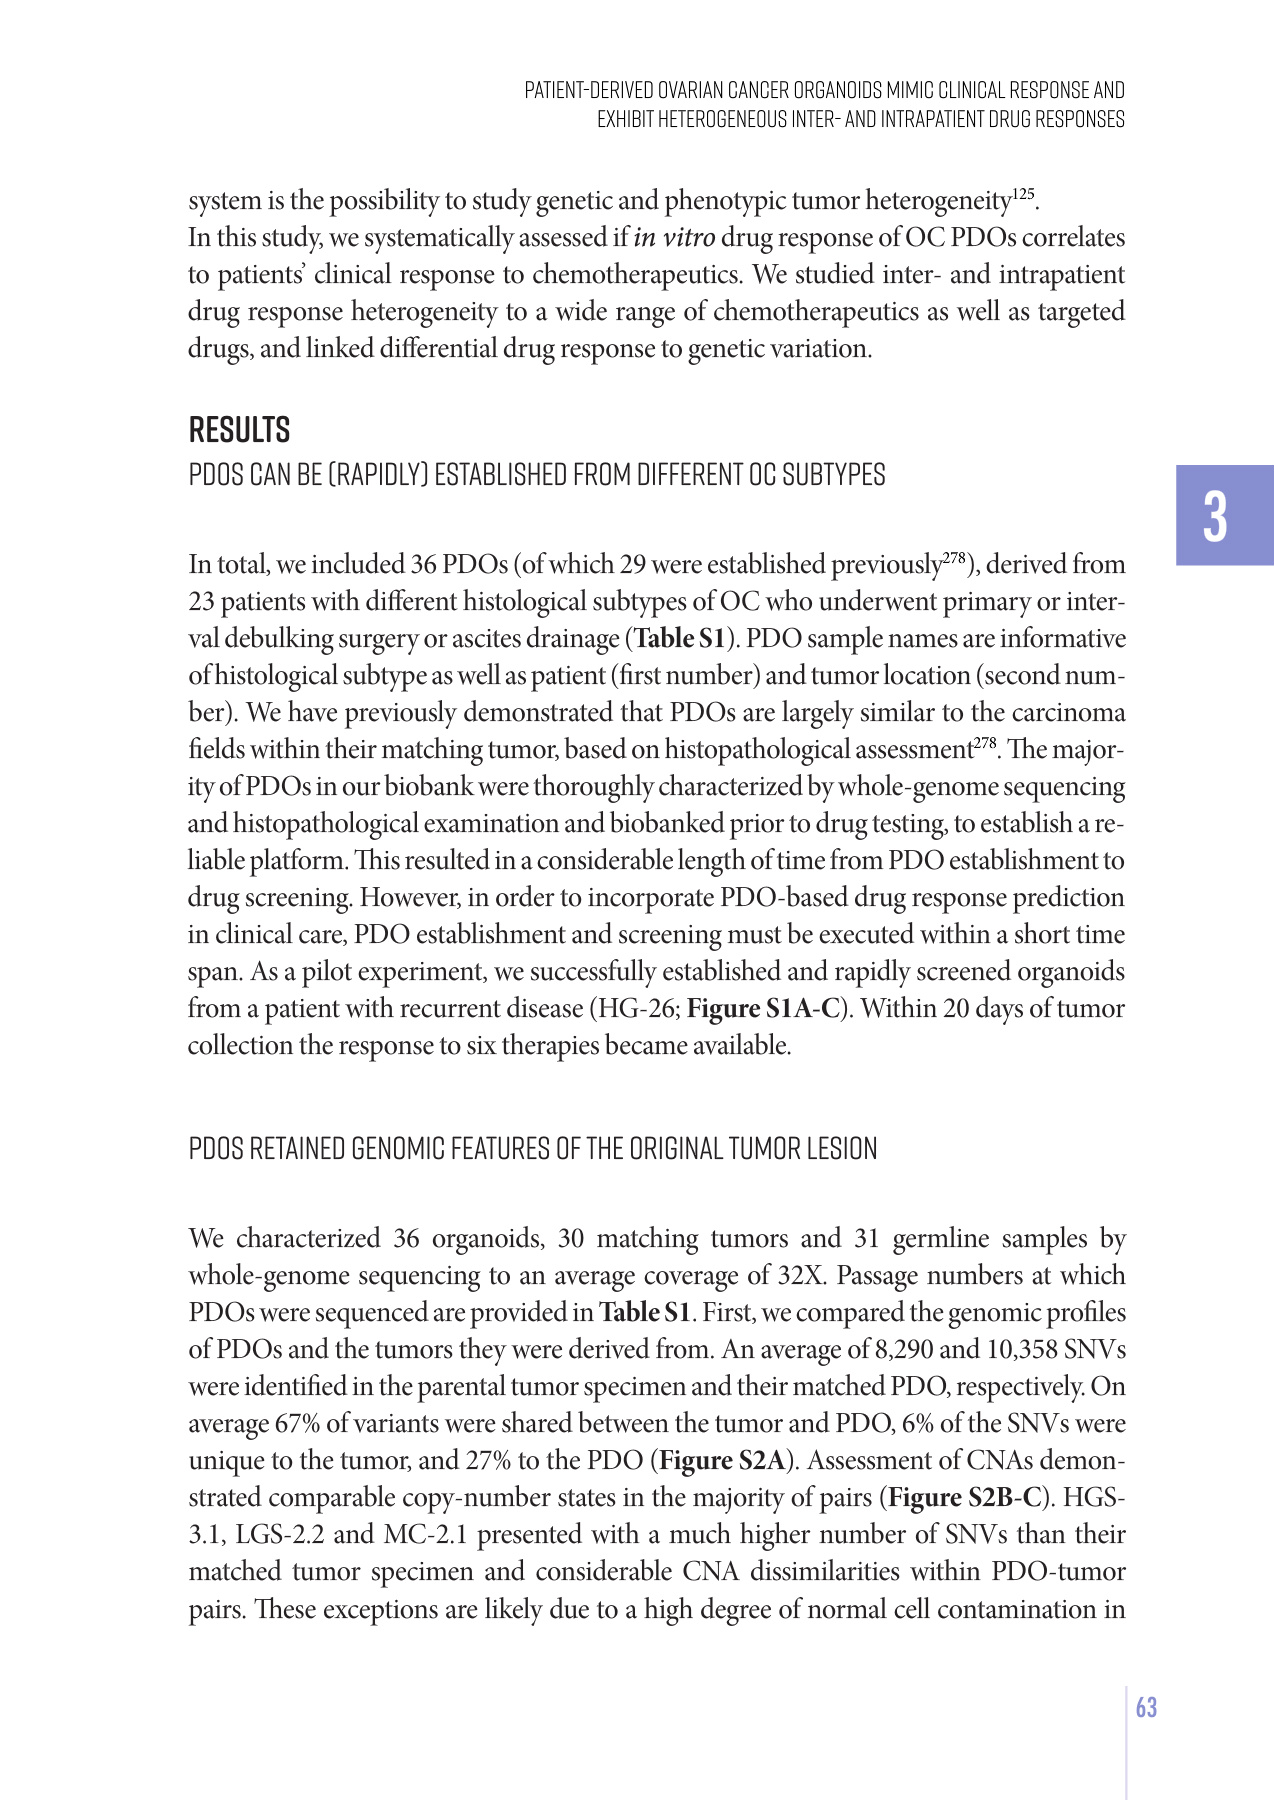 PATIENT-DERIVED OVARIAN CANCER ORGANOIDS MIMIC CLINICAL RESPONSE AND
EXHIBIT HETEROGENEOUS INTER- AND INTRAPATIENT DRUG RESPONSES
system is the possibility to study genetic and phenotypic tumor heterogeneity125.
In this study, we systematically assessed if in vitro drug response of OC PDOs correlates
to patients’ clinical response to chemotherapeutics. We studied inter- and intrapatient
drug response heterogeneity to a wide range of chemotherapeutics as well as targeted
drugs, and linked differential drug response to genetic variation.
RESULTS
PDOS CAN BE (RAPIDLY) ESTABLISHED FROM DIFFERENT OC SUBTYPES
3
In total, we included 36 PDOs (of which 29 were established previously278), derived from
23 patients with different histological subtypes of OC who underwent primary or inter-
val debulking surgery or ascites drainage (Table S1). PDO sample names are informative
of histological subtype as well as patient (first number) and tumor location (second num-
ber). We have previously demonstrated that PDOs are largely similar to the carcinoma
fields within their matching tumor, based on histopathological assessment278. The major-
ity of PDOs in our biobank were thoroughly characterized by whole-genome sequencing
and histopathological examination and biobanked prior to drug testing, to establish a re-
liable platform. This resulted in a considerable length of time from PDO establishment to
drug screening. However, in order to incorporate PDO-based drug response prediction
in clinical care, PDO establishment and screening must be executed within a short time
span. As a pilot experiment, we successfully established and rapidly screened organoids
from a patient with recurrent disease (HG-26; Figure S1A-C). Within 20 days of tumor
collection the response to six therapies became available.
PDOS RETAINED GENOMIC FEATURES OF THE ORIGINAL TUMOR LESION
We characterized 36 organoids, 30 matching tumors and 31 germline samples by
whole-genome sequencing to an average coverage of 32X. Passage numbers at which
PDOs were sequenced are provided in Table S1. First, we compared the genomic profiles
of PDOs and the tumors they were derived from. An average of 8,290 and 10,358 SNVs
were identified in the parental tumor specimen and their matched PDO, respectively. On
average 67% of variants were shared between the tumor and PDO, 6% of the SNVs were
unique to the tumor, and 27% to the PDO (Figure S2A). Assessment of CNAs demon-
strated comparable copy-number states in the majority of pairs (Figure S2B-C). HGS-
3.1, LGS-2.2 and MC-2.1 presented with a much higher number of SNVs than their
matched tumor specimen and considerable CNA dissimilarities within PDO-tumor
pairs. These exceptions are likely due to a high degree of normal cell contamination in
63